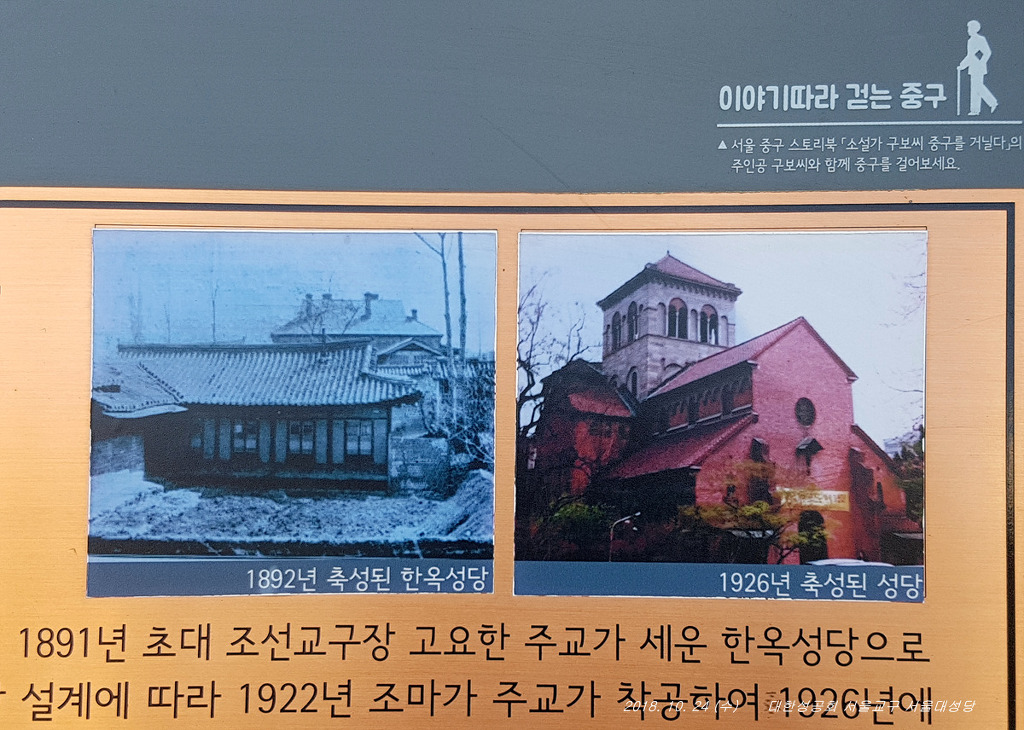 이야기따라 걷는 중구
▲ 서울 중구 스토리북 「소설가 구보씨 중구를 거닐다」의
주인공 구보씨와 함께 중구를 걸어보세요.
1892년 축성된 한옥성당
1926년 축성된 성당
1891년 초대 조선교구장 고요한 주교가 세운 한옥성당으로
설계에 따라 1922년 조마가 주교가 착공하여 1926년에
2018. 10. 24 (수) 대한성공회 서울교구 서울대성당